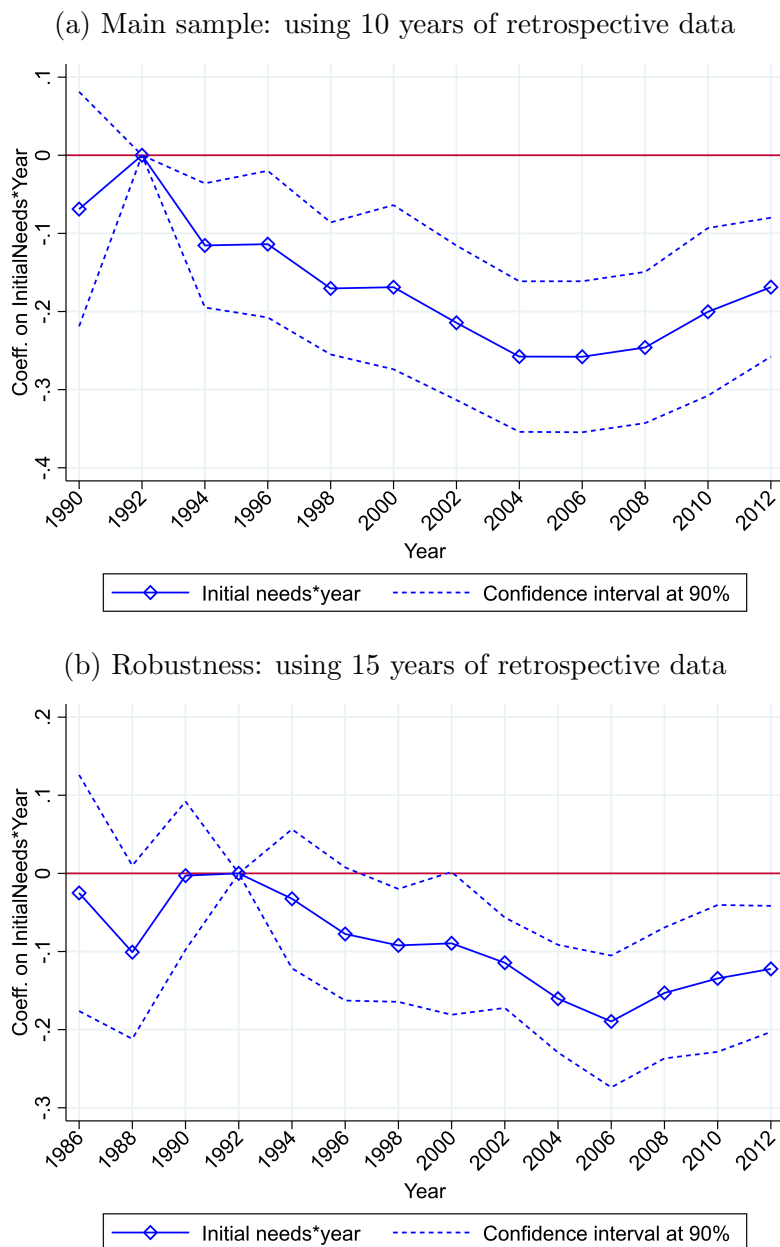 (a) Main sample: using 10 years of retrospective data
Coeff. on InitialNeeds*Year
.1
0
-.1
-.2
-.3
-.4
1990 1992 1994 1996 1998 2000 2002 2004 2006 2008 2010 2012
Year
Initial needs*year Confidence interval at 90%
(b) Robustness: using 15 years of retrospective data
Coeff. on InitialNeeds*Year
.2
.1
0
-.1
-.2
-.3
1986 1988 1990 1992 1994 1996 1998 2000 2002 2004 2006 2008 2010 2012
Year
Initial needs*year Confidence interval at 90%